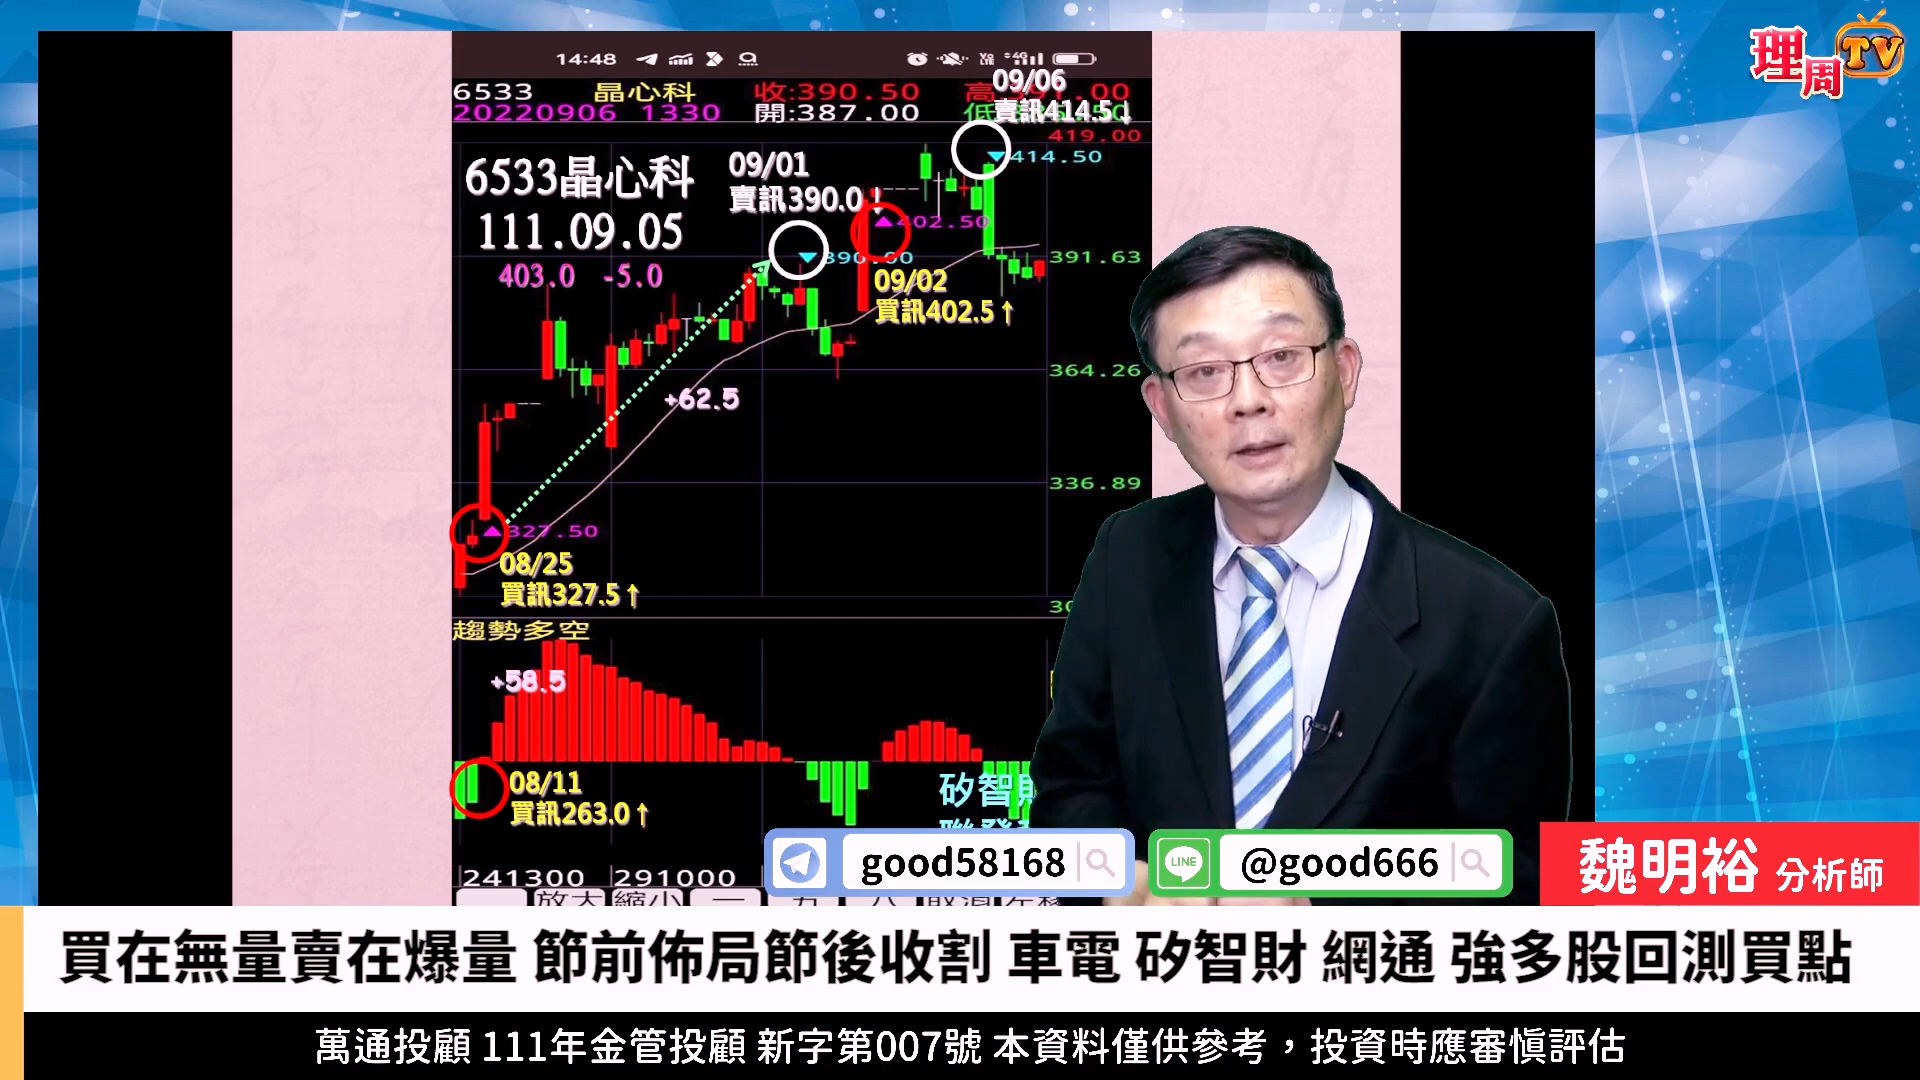 理周TV
14:48
6533 晶心科 收:390.50
20220906 1330 開:387.00
09/06
賣訊414.5↓
419.00
414.50
6533晶心科
111.09.05
403.0 -5.0
09/01
賣訊390.0↓
390.00
402.50
09/02
買訊402.5↑
391.63
364.26
336.89
+62.5
327.50
08/25
買訊327.5↑
趨勢多空
+58.5
08/11
買訊263.0↑
矽智財
241300 291000
放大 縮小 一 五
good58168
LINE @good666
魏明裕 分析師
買在無量賣在爆量 節前佈局節後收割 車電 矽智財 網通 強多股回測買點
萬通投顧 111年金管投顧 新字第007號 本資料僅供參考，投資時應審慎評估